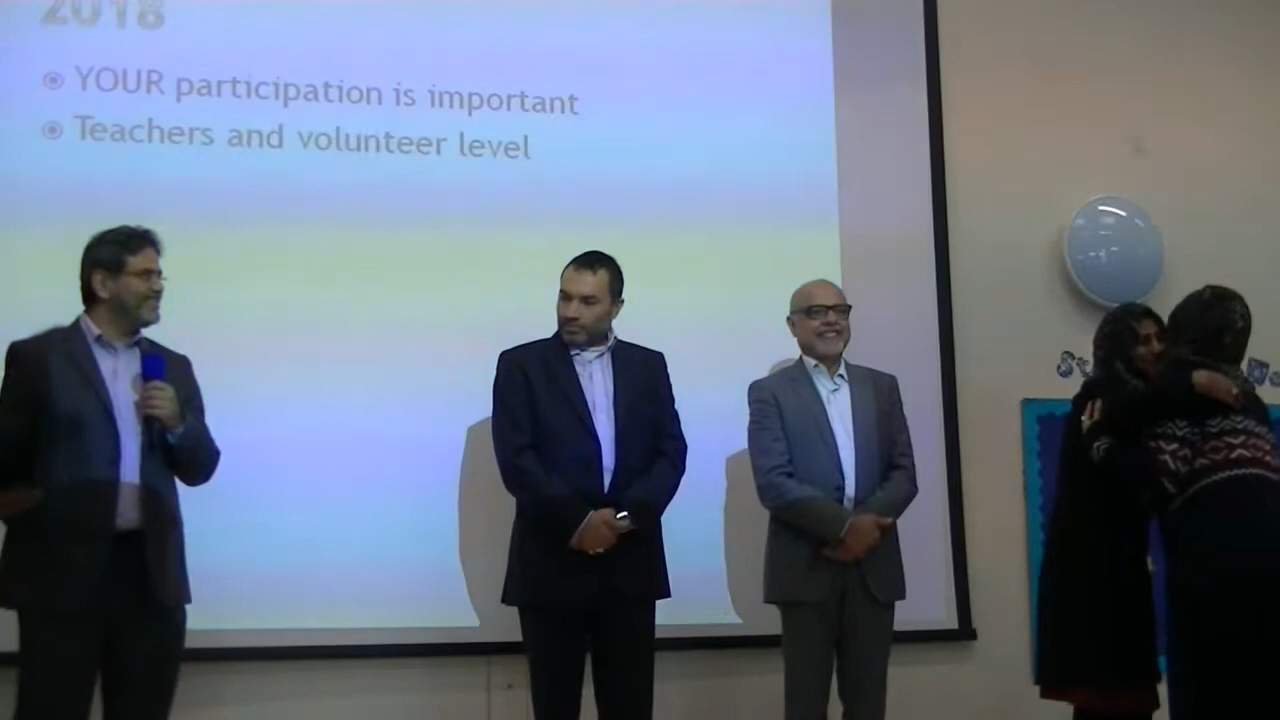 2018
YOUR participation is important
Teachers and volunteer level